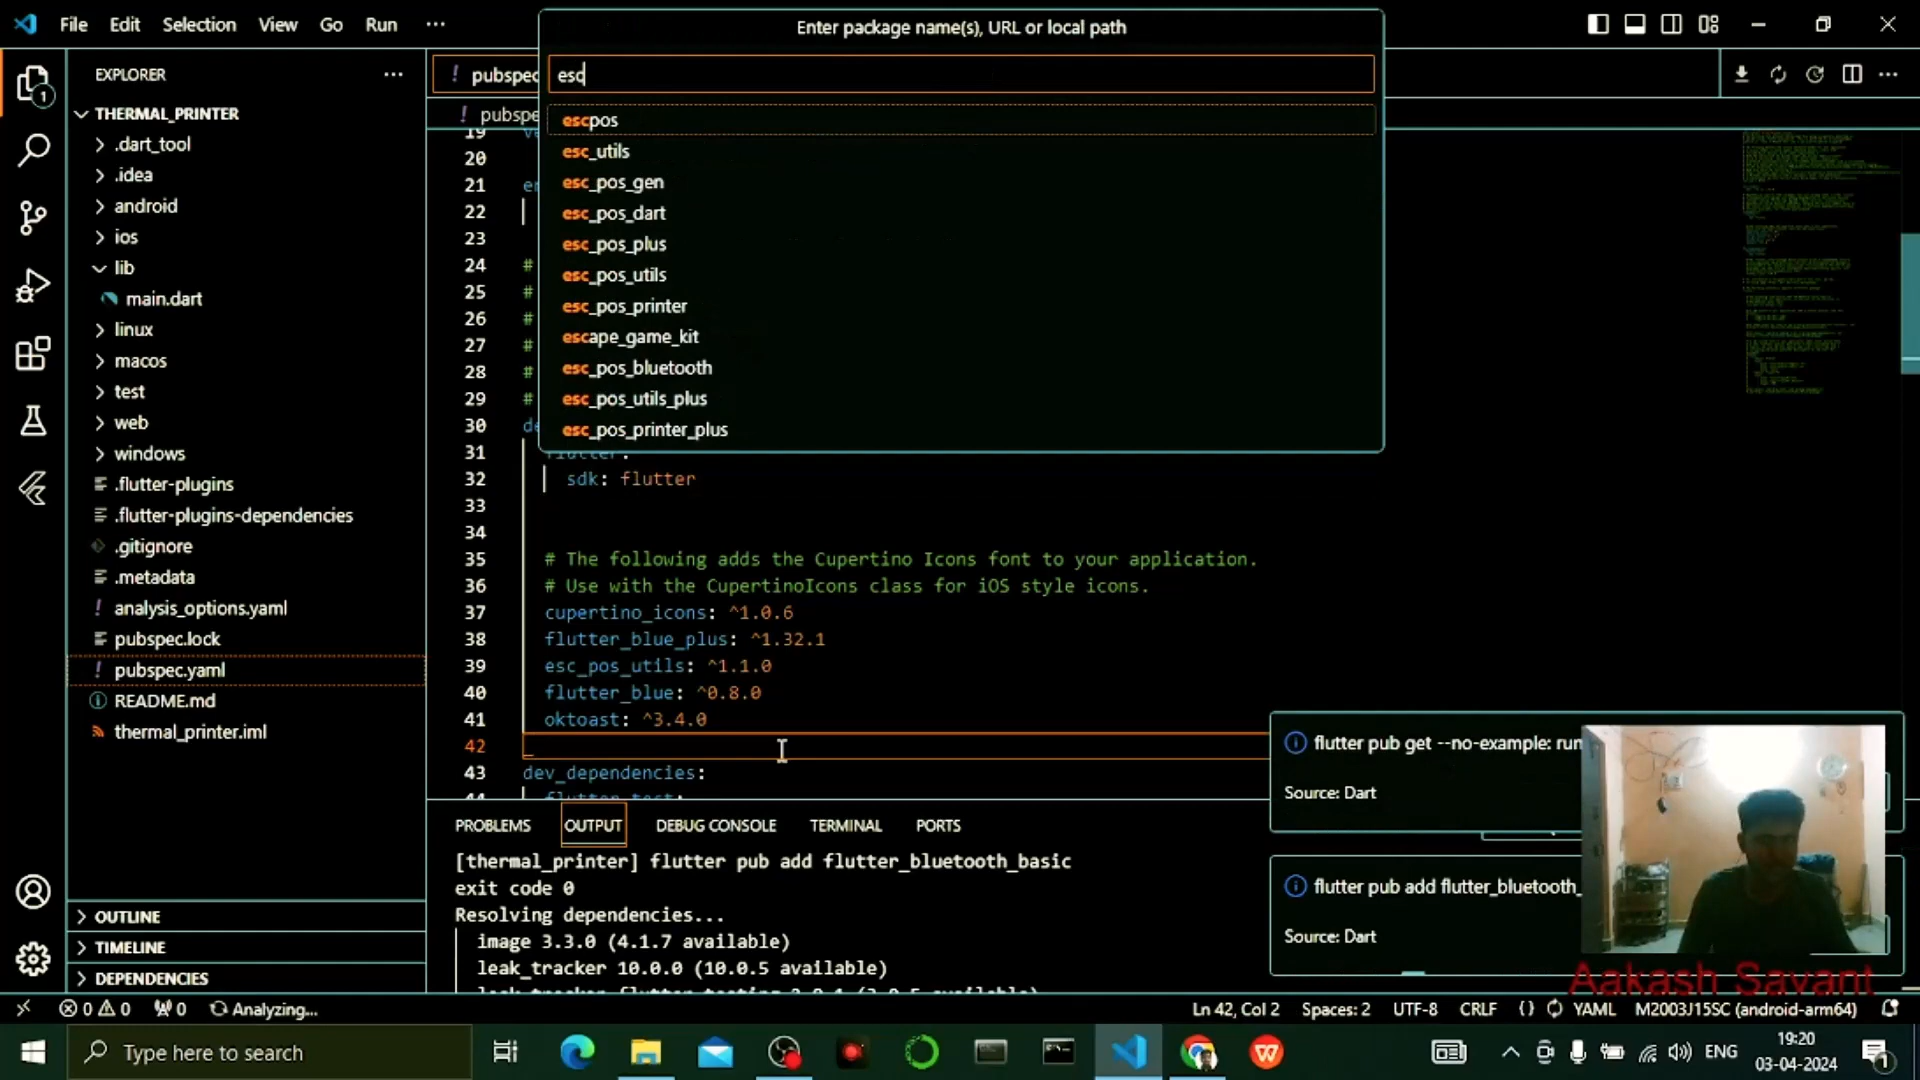 File Edit Selection View Go Run ···
Enter package name(s), URL or local path
esc
escpos
esc_utils
esc_pos_gen
esc_pos_dart
esc_pos_plus
esc_pos_utils
esc_pos_printer
escape_game_kit
esc_pos_bluetooth
esc_pos_utils_plus
esc_pos_printer_plus
EXPLORER
THERMAL_PRINTER
.dart_tool
.idea
android
ios
lib
main.dart
linux
macos
test
web
windows
.flutter-plugins
.flutter-plugins-dependencies
.gitignore
.metadata
analysis_options.yaml
pubspec.lock
! pubspec.yaml
README.md
thermal_printer.iml
OUTLINE
TIMELINE
DEPENDENCIES
! pubspec
! pubspe
19 ve
20
21 en
22
23
24 #
25 #
26 #
27 #
28 #
29 #
30 de
31 flutter:
32 sdk: flutter
33
34
35 # The following adds the Cupertino Icons font to your application.
36 # Use with the CupertinoIcons class for iOS style icons.
37 cupertino_icons: ^1.0.6
38 flutter_blue_plus: ^1.32.1
39 esc_pos_utils: ^1.1.0
40 flutter_blue: ^0.8.0
41 oktoast: ^3.4.0
42
43 dev_dependencies:
44 flutter_test:
PROBLEMS OUTPUT DEBUG CONSOLE TERMINAL PORTS
[thermal_printer] flutter pub add flutter_bluetooth_basic
exit code 0
Resolving dependencies...
image 3.3.0 (4.1.7 available)
leak_tracker 10.0.0 (10.0.5 available)
flutter pub get --no-example: run
Source: Dart
flutter pub add flutter_bluetooth_
Source: Dart
Aakash Savant
0 0 0 Analyzing...
Ln 42, Col 2 Spaces: 2 UTF-8 CRLF {} YAML M2003J15SC (android-arm64)
Type here to search
ENG
19:20
03-04-2024
1